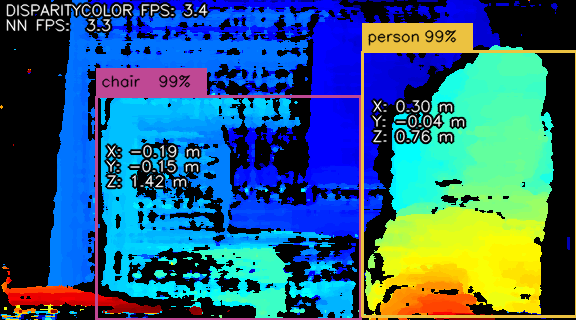 DISPARITYCOLOR FPS: 3.4
NN FPS: 3.3
person 99%
chair 99%
X: 0.30 m
Y: -0.04 m
Z: 0.76 m
X: -0.19 m
Y: -0.15 m
Z: 1.42 m